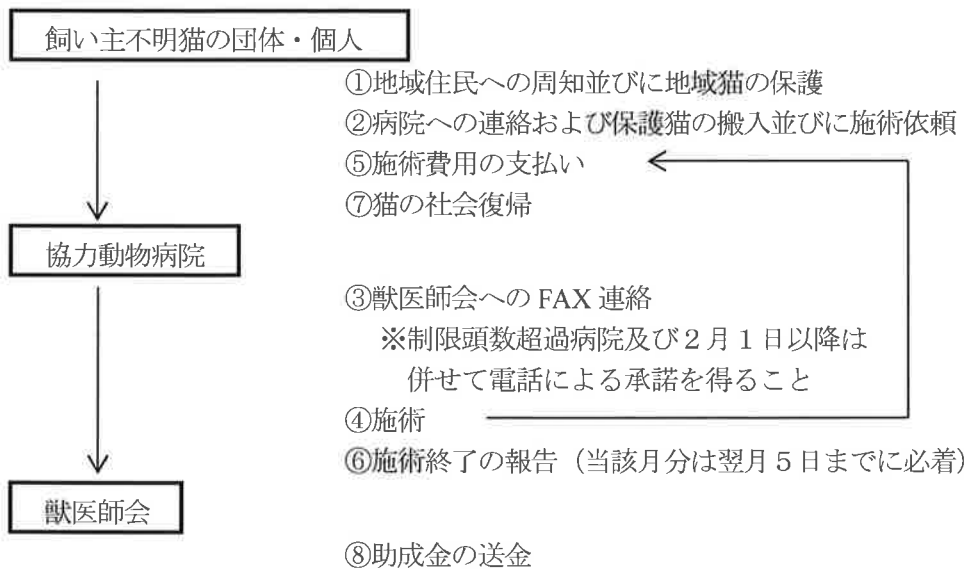 飼い主不明猫の団体・個人
①地域住民への周知並びに地域猫の保護
②病院への連絡および保護猫の搬入並びに施術依頼
⑤施術費用の支払い
⑦猫の社会復帰
協力動物病院
③獣医師会への FAX 連絡
※制限頭数超過病院及び２月１日以降は
併せて電話による承諾を得ること
④施術
⑥施術終了の報告（当該月分は翌月５日までに必着）
獣医師会
⑧助成金の送金